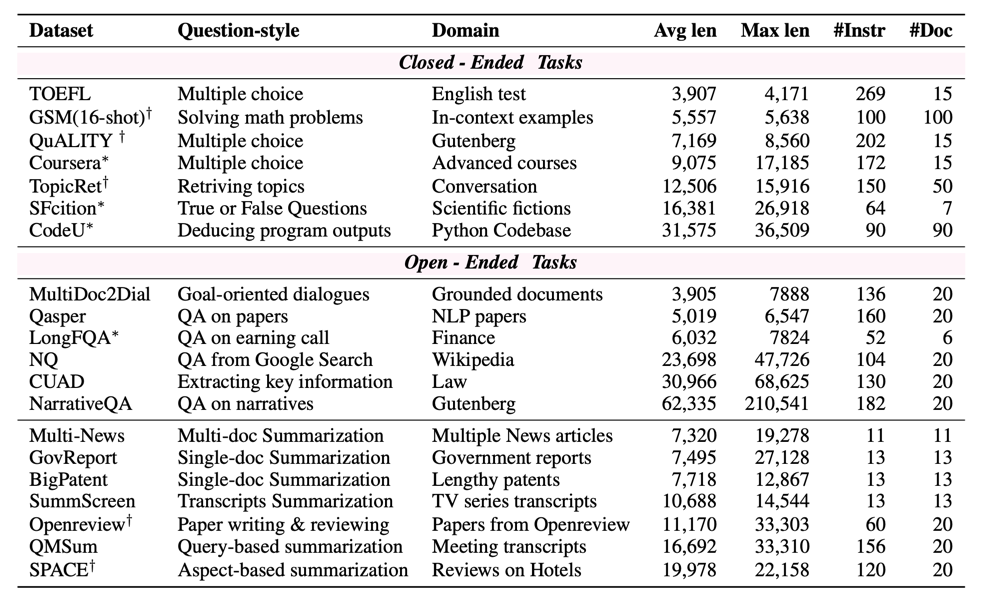 Dataset Question-style Domain Avg len Max len #Instr #Doc
Closed - Ended Tasks
TOEFL Multiple choice English test 3,907 4,171 269 15
GSM(16-shot)† Solving math problems In-context examples 5,557 5,638 100 100
QuALITY † Multiple choice Gutenberg 7,169 8,560 202 15
Coursera* Multiple choice Advanced courses 9,075 17,185 172 15
TopicRet† Retriving topics Conversation 12,506 15,916 150 50
SFcition* True or False Questions Scientific fictions 16,381 26,918 64 7
CodeU* Deducing program outputs Python Codebase 31,575 36,509 90 90
Open - Ended Tasks
MultiDoc2Dial Goal-oriented dialogues Grounded documents 3,905 7888 136 20
Qasper QA on papers NLP papers 5,019 6,547 160 20
LongFQA* QA on earning call Finance 6,032 7824 52 6
NQ QA from Google Search Wikipedia 23,698 47,726 104 20
CUAD Extracting key information Law 30,966 68,625 130 20
NarrativeQA QA on narratives Gutenberg 62,335 210,541 182 20
Multi-News Multi-doc Summarization Multiple News articles 7,320 19,278 11 11
GovReport Single-doc Summarization Government reports 7,495 27,128 13 13
BigPatent Single-doc Summarization Lengthy patents 7,718 12,867 13 13
SummScreen Transcripts Summarization TV series transcripts 10,688 14,544 13 13
Openreview† Paper writing & reviewing Papers from Openreview 11,170 33,303 60 20
QMSum Query-based summarization Meeting transcripts 16,692 33,310 156 20
SPACE† Aspect-based summarization Reviews on Hotels 19,978 22,158 120 20